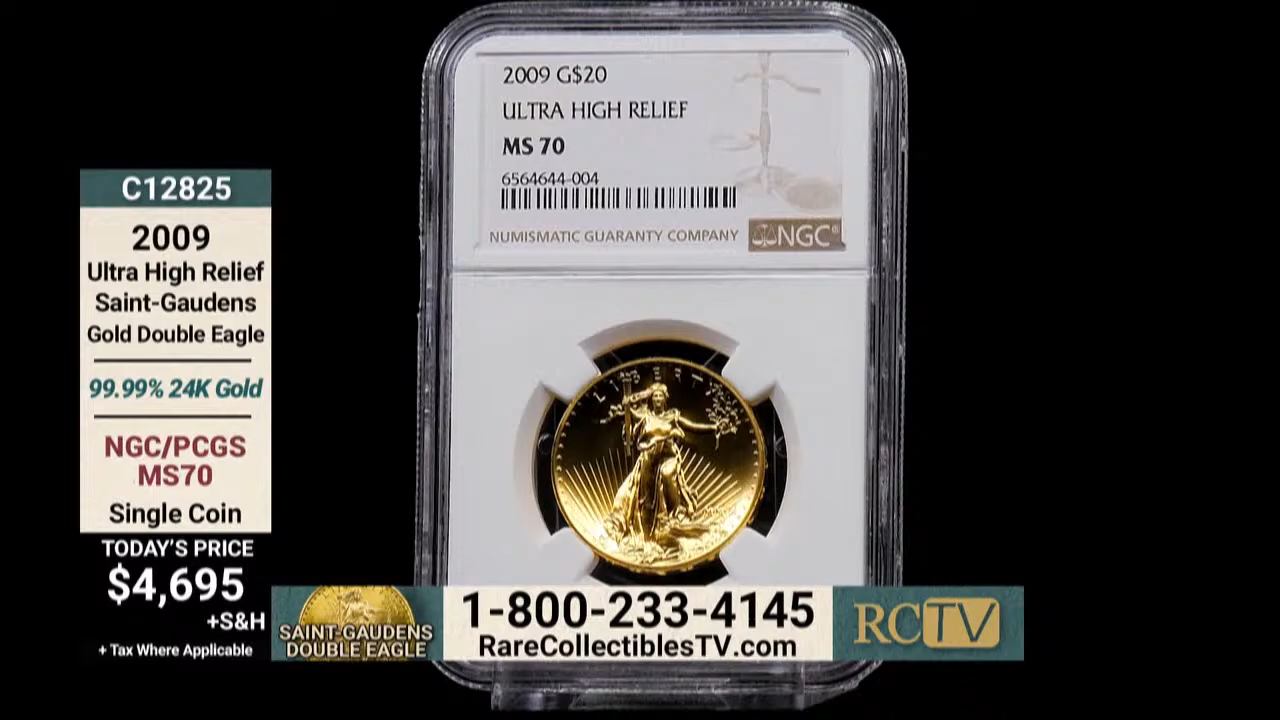 2009 G$20
ULTRA HIGH RELIEF
MS 70
6564644-004
NUMISMATIC GUARANTY COMPANY
NGC®
LIBERTY
C12825
2009
Ultra High Relief
Saint-Gaudens
Gold Double Eagle
99.99% 24K Gold
NGC/PCGS
MS70
Single Coin
TODAY'S PRICE
$4,695
+S&H
+ Tax Where Applicable
SAINT-GAUDENS
DOUBLE EAGLE
1-800-233-4145
RareCollectiblesTV.com
RCTV